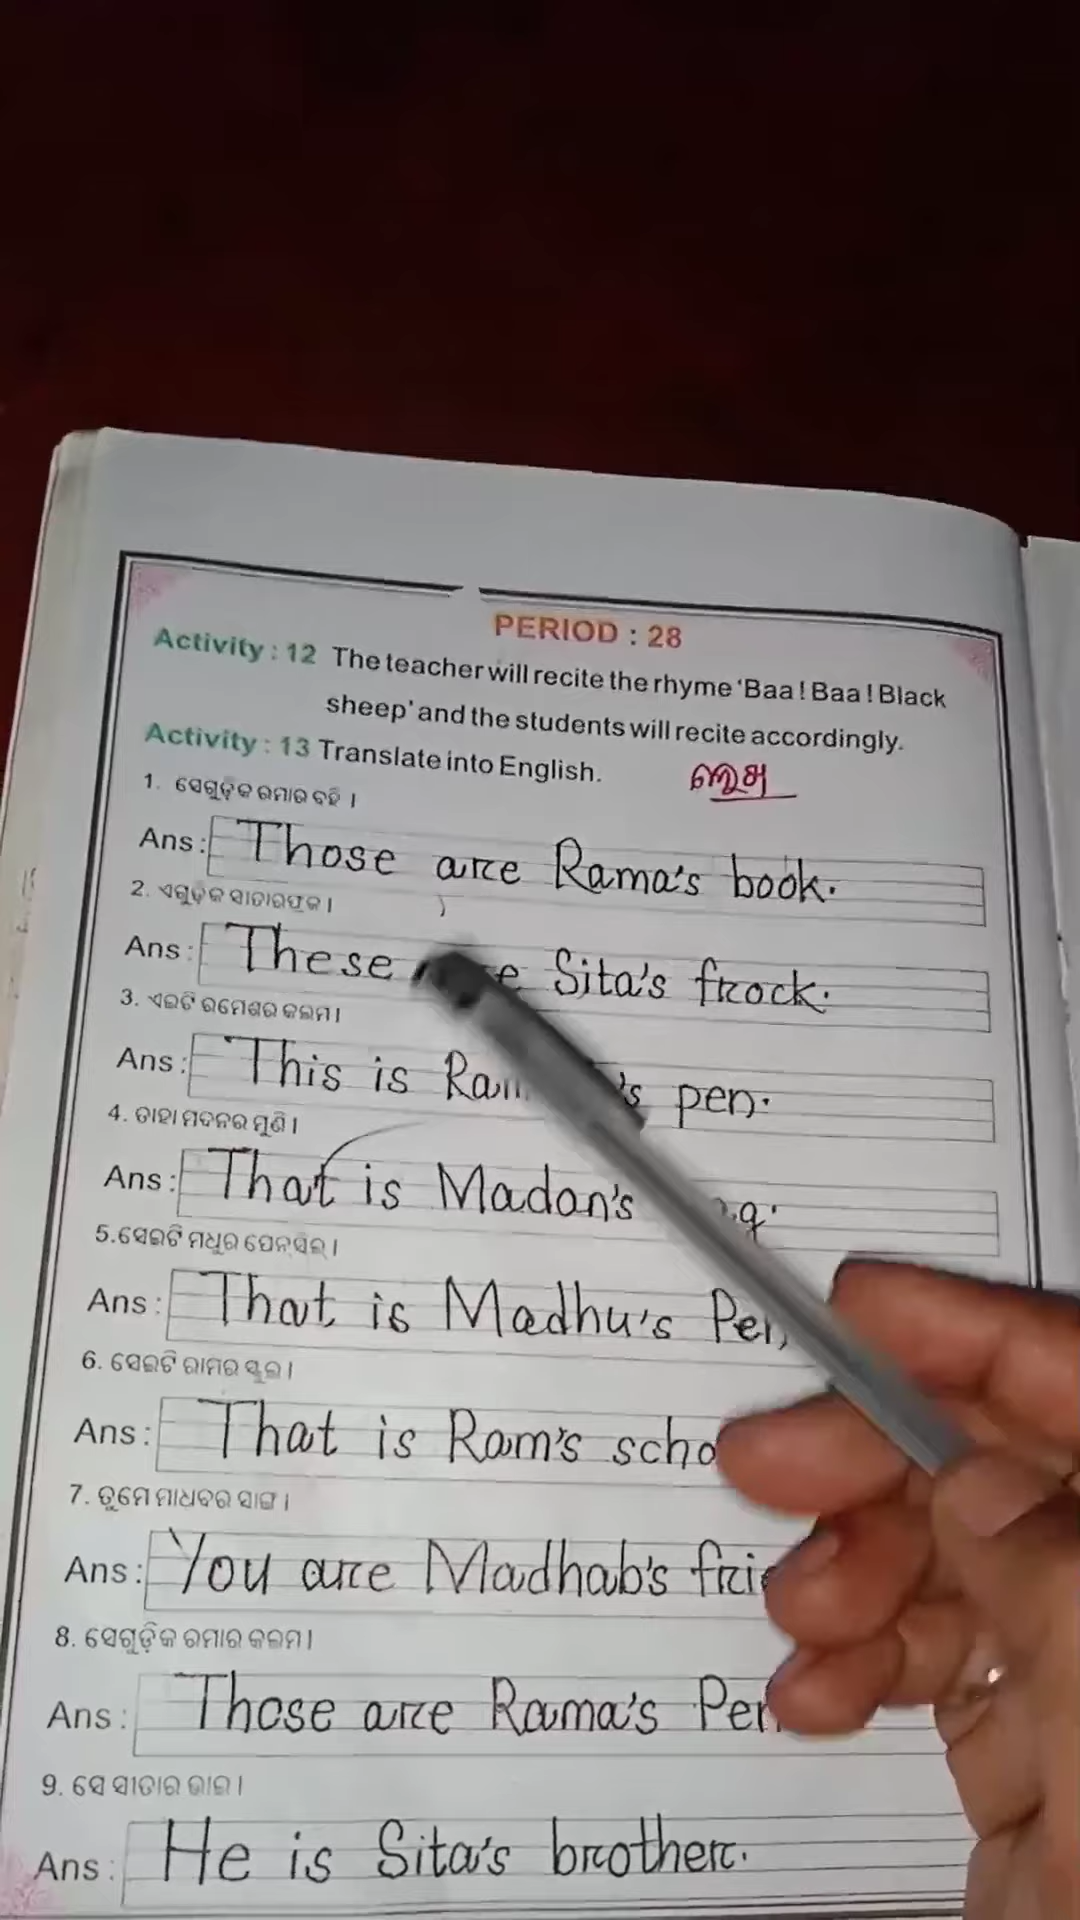 PERIOD : 28
Activity : 12 The teacher will recite the rhyme ‘Baa ! Baa ! Black
sheep’ and the students will recite accordingly.
Activity : 13 Translate into English.
1. ସେଗୁଡ଼ିକ ରମାର ବହି ।
Ans : Those are Rama's book.
2. ଏଗୁଡ଼ିକ ସୀତାର ଫ୍ରକ ।
Ans : These Sita's frock.
3. ଏଇଟି ରମେଶର କଲମ ।
Ans : This is pen.
4. ତାହା ମଦନର ମୁଣି ।
Ans : That is Madan's
5. ସେଇଟି ମଧୁର ପେନ୍‌ସିଲ୍ ।
Ans : That is Madhu's
6. ସେଇଟି ରାମର ସ୍କୁଲ ।
Ans : That is Ram's
7. ତୁମେ ମାଧବର ସାଙ୍ଗ ।
Ans : You are Madhab's
8. ସେଗୁଡ଼ିକ ରମାର କଲମ ।
Ans : Those are Rama's
9. ସେ ସୀତାର ଭାଇ ।
Ans : He is Sita's brother.